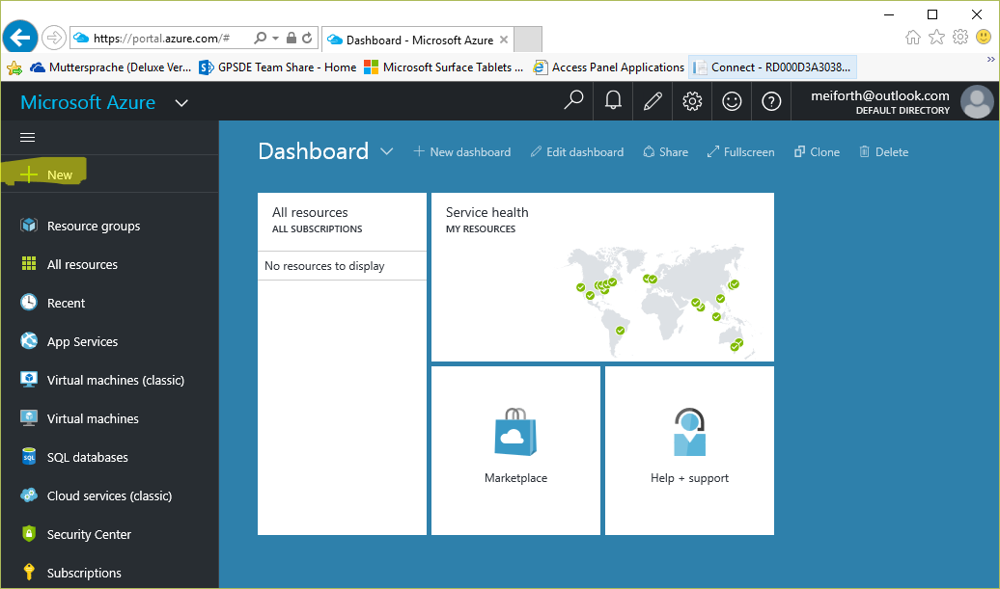 https://portal.azure.com/#
Dashboard - Microsoft Azure
Muttersprache (Deluxe Ver...
GPSDE Team Share - Home
Microsoft Surface Tablets ...
Access Panel Applications
Connect - RD000D3A3038...
Microsoft Azure
meiforth@outlook.com
DEFAULT DIRECTORY
New
Resource groups
All resources
Recent
App Services
Virtual machines (classic)
Virtual machines
SQL
SQL databases
Cloud services (classic)
Security Center
Subscriptions
Dashboard
New dashboard
Edit dashboard
Share
Fullscreen
Clone
Delete
All resources
ALL SUBSCRIPTIONS
No resources to display
Service health
MY RESOURCES
Marketplace
Help + support